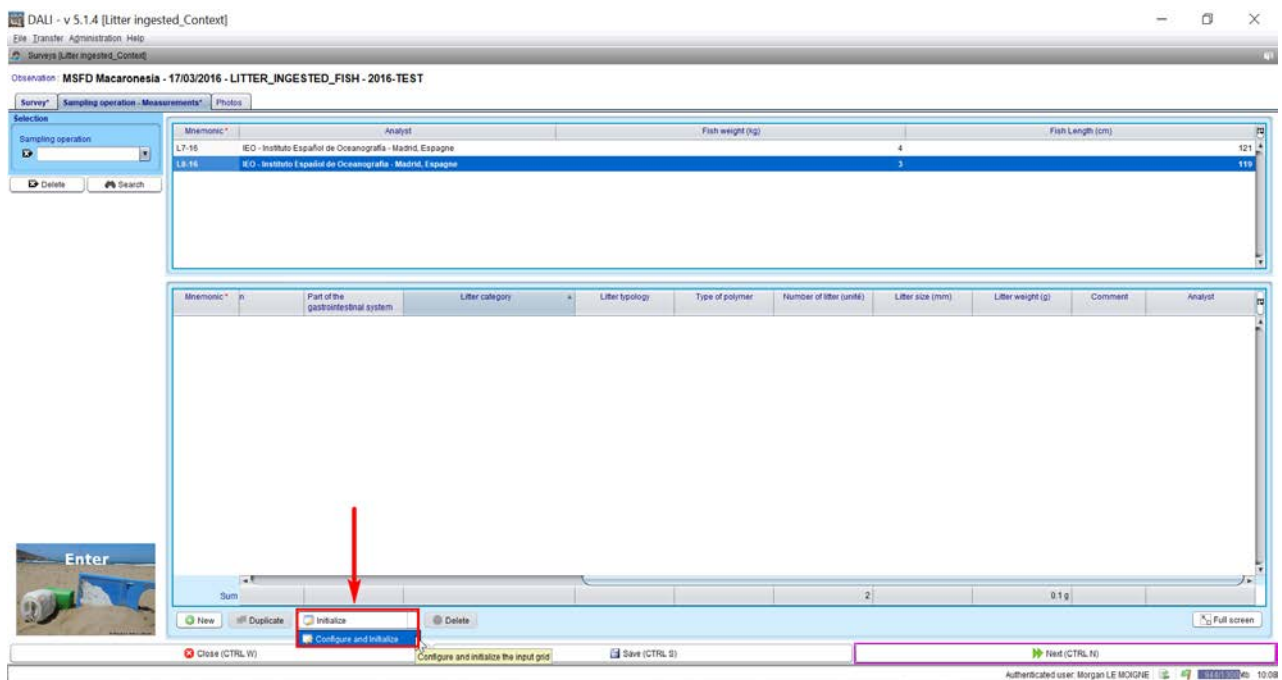 DALI - v 5.1.4 [Litter ingested_Context]
File Transfer Administration Help
Surveys [Litter ingested_Context]
Observation : MSFD Macaronesia - 17/03/2016 - LITTER_INGESTED_FISH - 2016-TEST
Survey* Sampling operation - Measurements* Photos
Selection
Sampling operation
Delete Search
Mnemonic * Analyst Fish weight (kg) Fish Length (cm)
L7-16 IEO - Instituto Español de Oceanografía - Madrid, Espagne 4 121
L8-16 IEO - Instituto Español de Oceanografía - Madrid, Espagne 3 119
Mnemonic * n Part of the gastrointestinal system Litter category Litter typology Type of polymer Number of litter (unité) Litter size (mm) Litter weight (g) Comment Analyst
Enter
Sum 2 0.1 g
New Duplicate Initialize Delete Full screen
Configure and Initialize
Configure and initialize the input grid
Close (CTRL W) Save (CTRL S) Next (CTRL N)
Authenticated user: Morgan LE MOIGNE 10:08